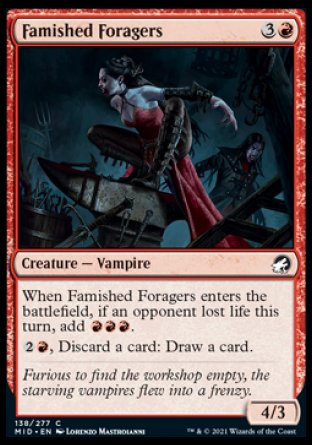 Famished Foragers 3
Creature — Vampire
When Famished Foragers enters the
battlefield, if an opponent lost life this
turn, add.
2, Discard a card: Draw a card.
Furious to find the workshop empty, the
starving vampires flew into a frenzy.
4/3
138/277 C
MID • EN Lorenzo Mastroianni
™ & © 2021 Wizards of the Coast